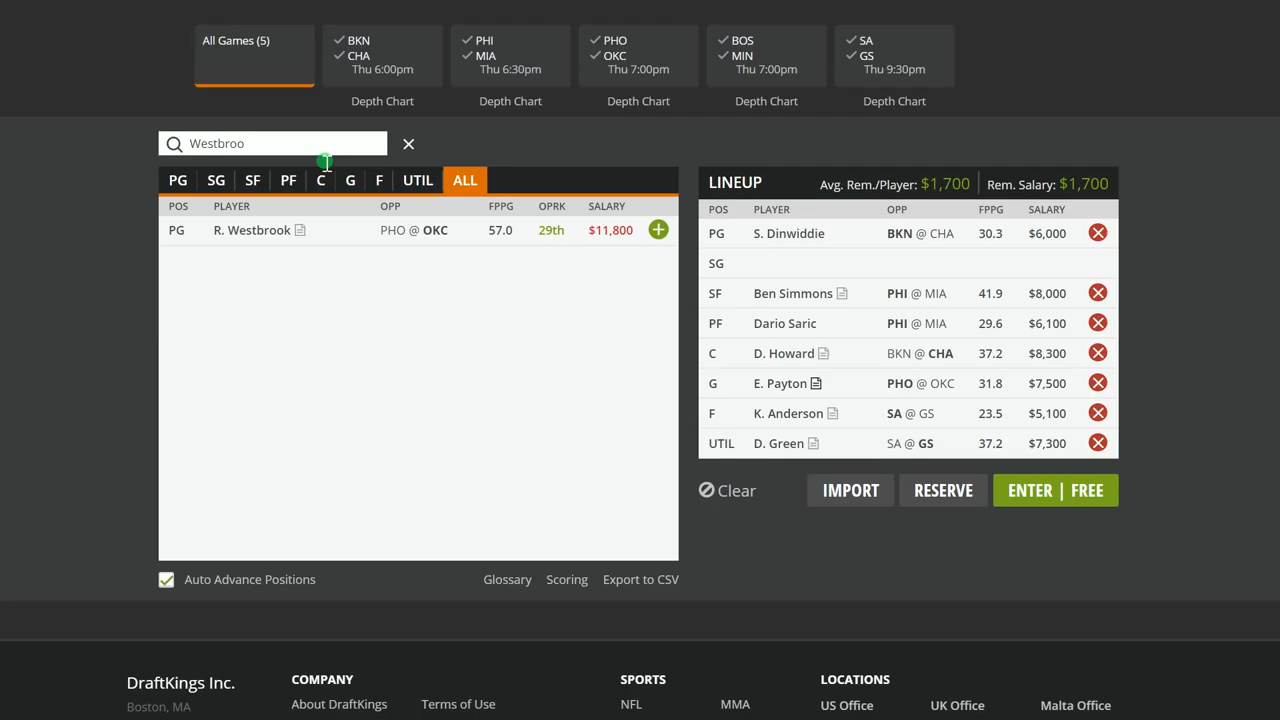 All Games (5)
BKN
CHA
Thu 6:00pm
PHI
MIA
Thu 6:30pm
PHO
OKC
Thu 7:00pm
BOS
MIN
Thu 7:00pm
SA
GS
Thu 9:30pm
Depth Chart Depth Chart Depth Chart Depth Chart Depth Chart
Westbroo
PG SG SF PF C G F UTIL ALL
POS PLAYER OPP FPPG OPRK SALARY
PG R. Westbrook PHO @ OKC 57.0 29th $11,800
Auto Advance Positions Glossary Scoring Export to CSV
LINEUP Avg. Rem./Player: $1,700 Rem. Salary: $1,700
POS PLAYER OPP FPPG SALARY
PG S. Dinwiddie BKN @ CHA 30.3 $6,000
SG
SF Ben Simmons PHI @ MIA 41.9 $8,000
PF Dario Saric PHI @ MIA 29.6 $6,100
C D. Howard BKN @ CHA 37.2 $8,300
G E. Payton PHO @ OKC 31.8 $7,500
F K. Anderson SA @ GS 23.5 $5,100
UTIL D. Green SA @ GS 37.2 $7,300
Clear IMPORT RESERVE ENTER | FREE
DraftKings Inc.
Boston, MA
COMPANY
About DraftKings Terms of Use
SPORTS
NFL MMA
LOCATIONS
US Office UK Office Malta Office